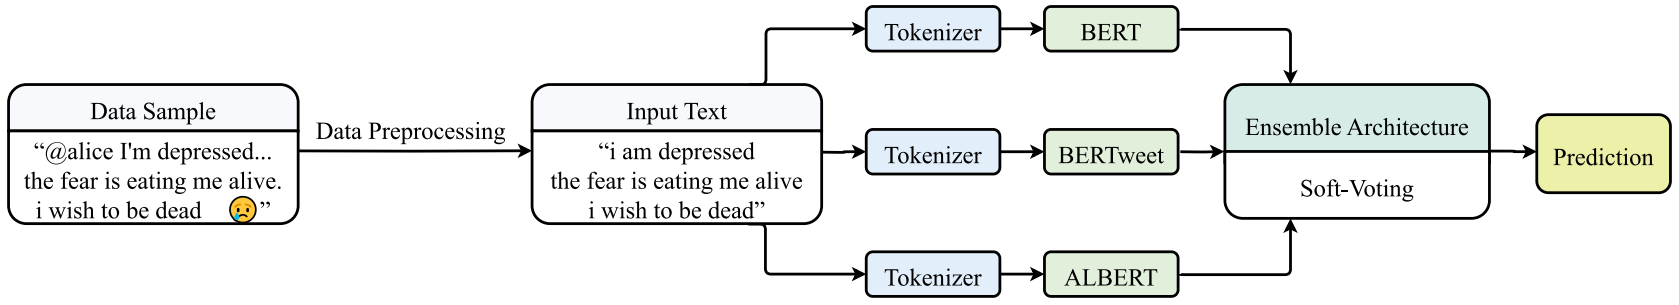 Data Sample
“@alice I'm depressed...
the fear is eating me alive.
i wish to be dead 😢”
Data Preprocessing
Input Text
“i am depressed
the fear is eating me alive
i wish to be dead”
Tokenizer
BERT
Tokenizer
BERTweet
Tokenizer
ALBERT
Ensemble Architecture
Soft-Voting
Prediction